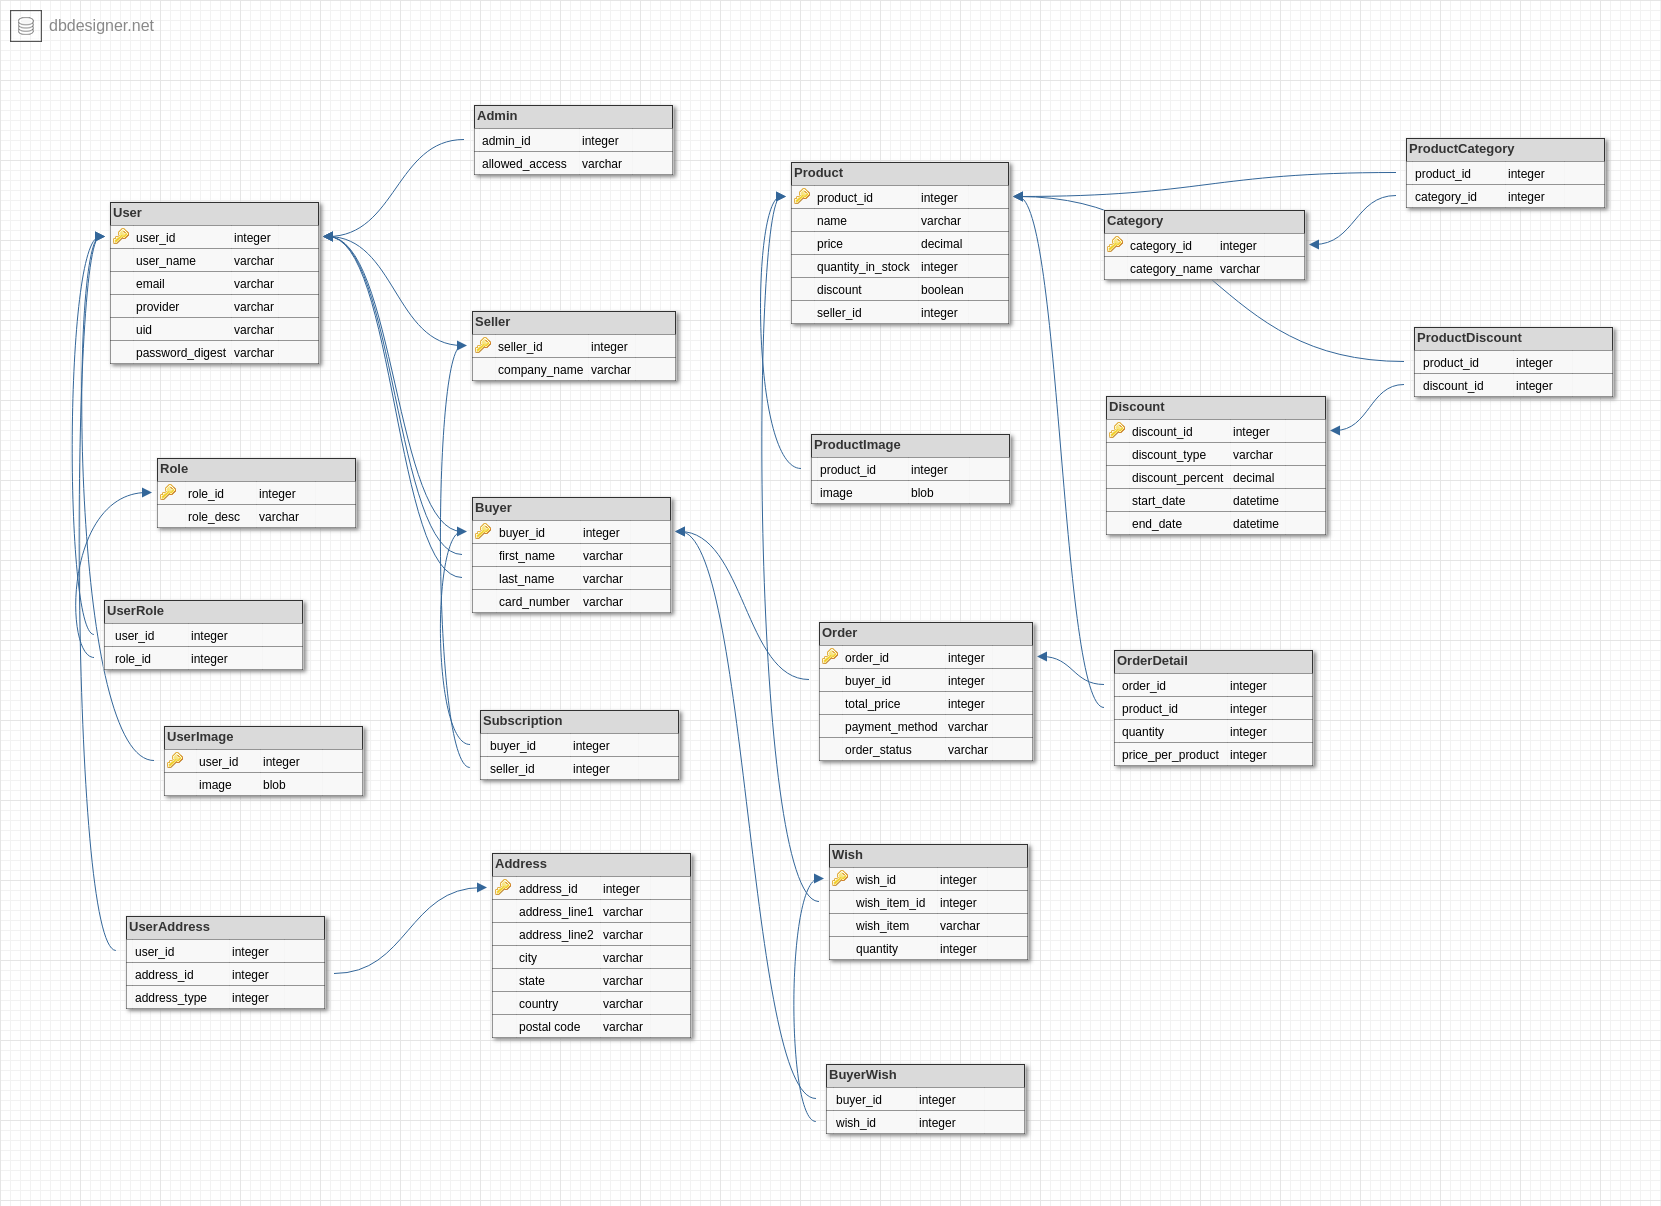 dbdesigner.net
Admin
admin_id integer
allowed_access varchar
User
user_id integer
user_name varchar
email varchar
provider varchar
uid varchar
password_digest varchar
Seller
seller_id integer
company_name varchar
Role
role_id integer
role_desc varchar
Buyer
buyer_id integer
first_name varchar
last_name varchar
card_number varchar
UserRole
user_id integer
role_id integer
UserImage
user_id integer
image blob
Subscription
buyer_id integer
seller_id integer
UserAddress
user_id integer
address_id integer
address_type integer
Address
address_id integer
address_line1 varchar
address_line2 varchar
city varchar
state varchar
country varchar
postal code varchar
Product
product_id integer
name varchar
price decimal
quantity_in_stock integer
discount boolean
seller_id integer
ProductCategory
product_id integer
category_id integer
Category
category_id integer
category_name varchar
ProductDiscount
product_id integer
discount_id integer
Discount
discount_id integer
discount_type varchar
discount_percent decimal
start_date datetime
end_date datetime
ProductImage
product_id integer
image blob
Order
order_id integer
buyer_id integer
total_price integer
payment_method varchar
order_status varchar
OrderDetail
order_id integer
product_id integer
quantity integer
price_per_product integer
Wish
wish_id integer
wish_item_id integer
wish_item varchar
quantity integer
BuyerWish
buyer_id integer
wish_id integer